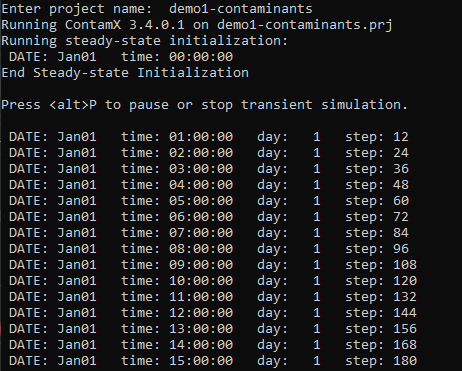 Enter project name:  demo1-contaminants
Running ContamX 3.4.0.1 on demo1-contaminants.prj
Running steady-state initialization:
 DATE: Jan01   time: 00:00:00
End Steady-state Initialization
Press <alt>P to pause or stop transient simulation.
 DATE: Jan01   time: 01:00:00   day:   1   step: 12
 DATE: Jan01   time: 02:00:00   day:   1   step: 24
 DATE: Jan01   time: 03:00:00   day:   1   step: 36
 DATE: Jan01   time: 04:00:00   day:   1   step: 48
 DATE: Jan01   time: 05:00:00   day:   1   step: 60
 DATE: Jan01   time: 06:00:00   day:   1   step: 72
 DATE: Jan01   time: 07:00:00   day:   1   step: 84
 DATE: Jan01   time: 08:00:00   day:   1   step: 96
 DATE: Jan01   time: 09:00:00   day:   1   step: 108
 DATE: Jan01   time: 10:00:00   day:   1   step: 120
 DATE: Jan01   time: 11:00:00   day:   1   step: 132
 DATE: Jan01   time: 12:00:00   day:   1   step: 144
 DATE: Jan01   time: 13:00:00   day:   1   step: 156
 DATE: Jan01   time: 14:00:00   day:   1   step: 168
 DATE: Jan01   time: 15:00:00   day:   1   step: 180